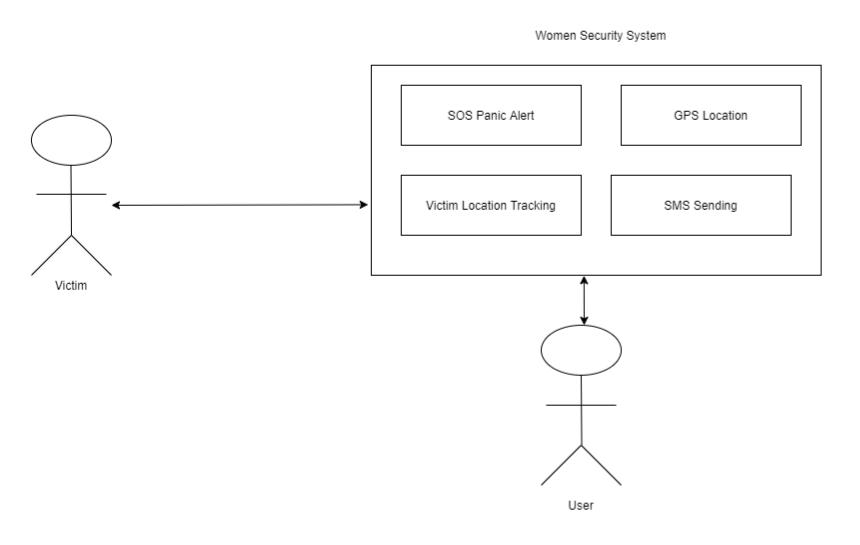 Women Security System
SOS Panic Alert
GPS Location
Victim Location Tracking
SMS Sending
Victim
User